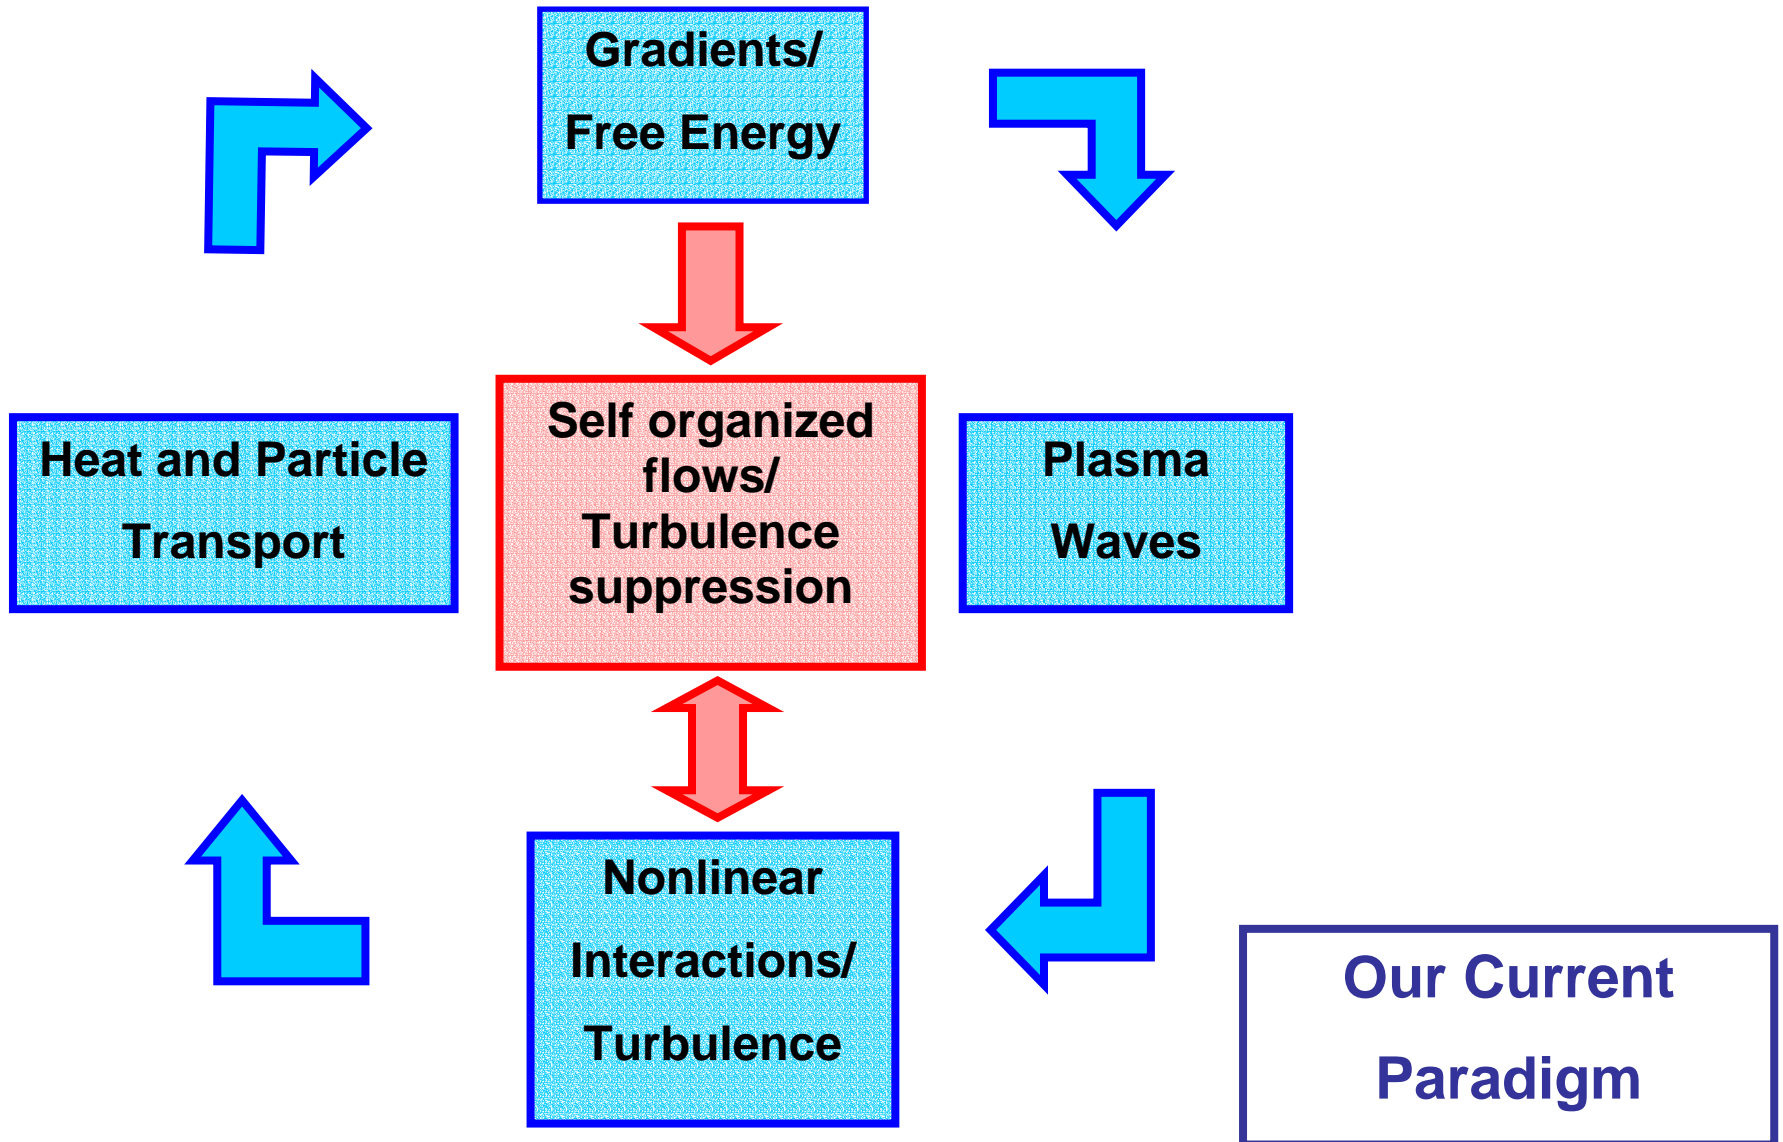 Gradients/
Free Energy
Heat and Particle
Transport
Self organized
flows/
Turbulence
suppression
Plasma
Waves
Nonlinear
Interactions/
Turbulence
Our Current
Paradigm